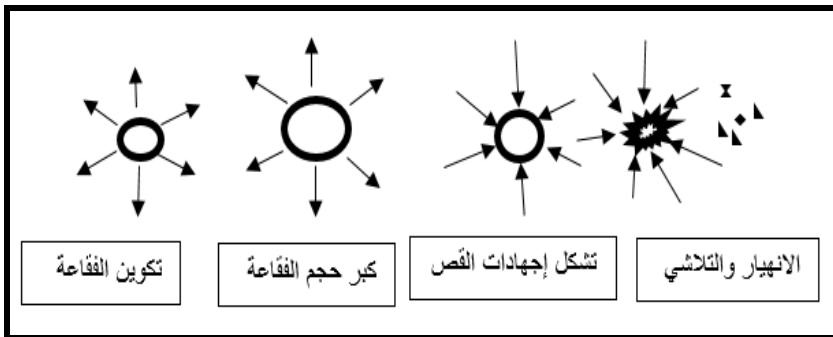 تكوين الفقاعة
كبر حجم الفقاعة
تشكل إجهادات القص
الانهيار والتلاشي